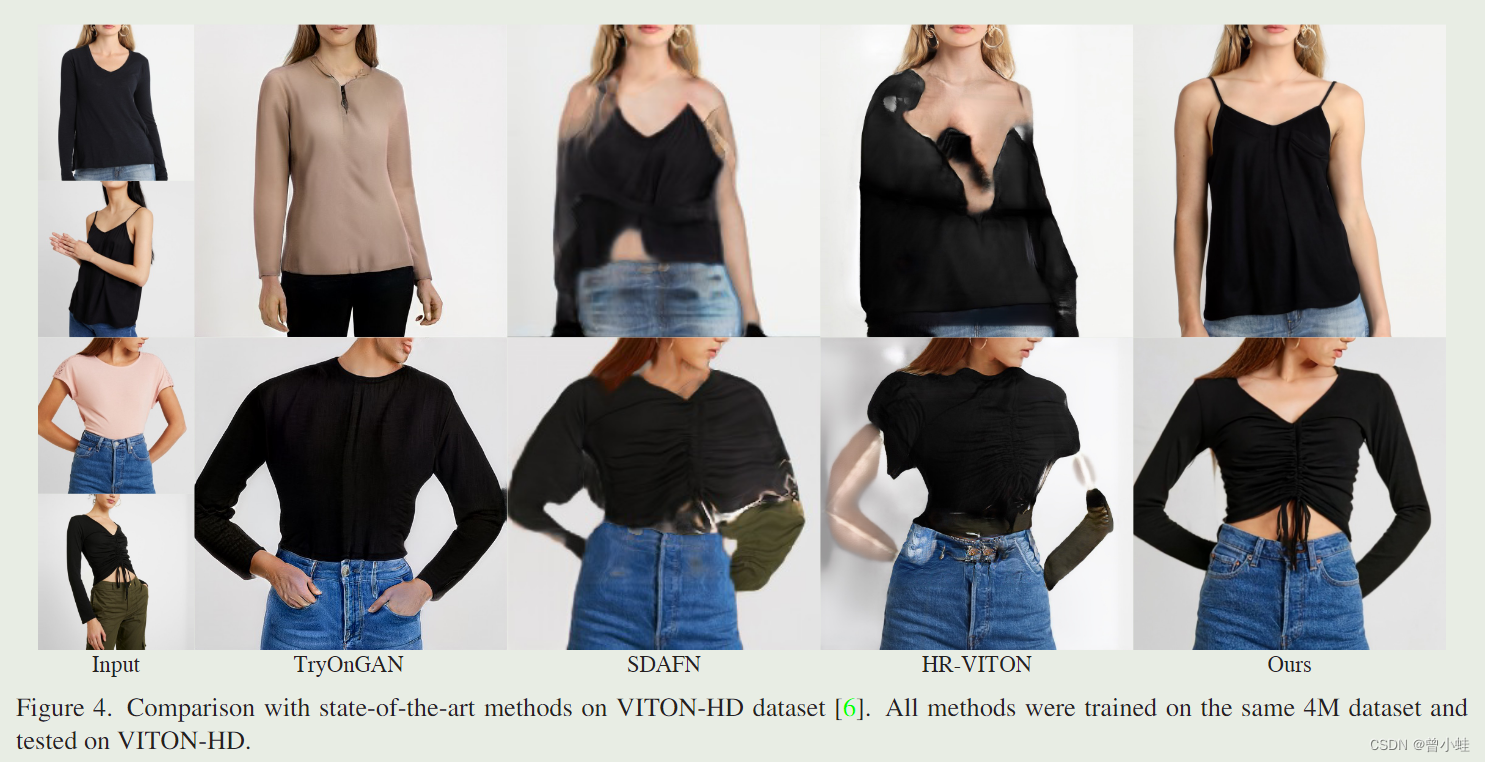 Input TryOnGAN SDAFN HR-VITON Ours
Figure 4. Comparison with state-of-the-art methods on VITON-HD dataset [6]. All methods were trained on the same 4M dataset and
tested on VITON-HD.
CSDN @曾小蛙